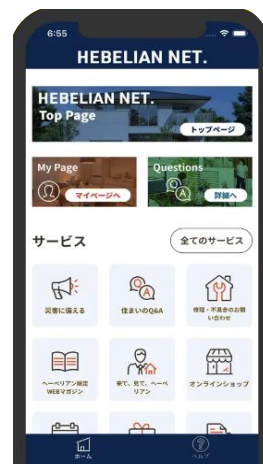 6:55
HEBELIAN NET.
HEBELIAN NET.
Top Page
トップページ
My Page
マイページへ
Questions
詳細へ
サービス
全てのサービス
災害に備える
住まいのQ&A
修理・不具合のお問
い合わせ
ヘーベリアン限定
WEBマガジン
来て、見て、ヘーベ
リアン
オンラインショップ
ホーム
ヘルプ